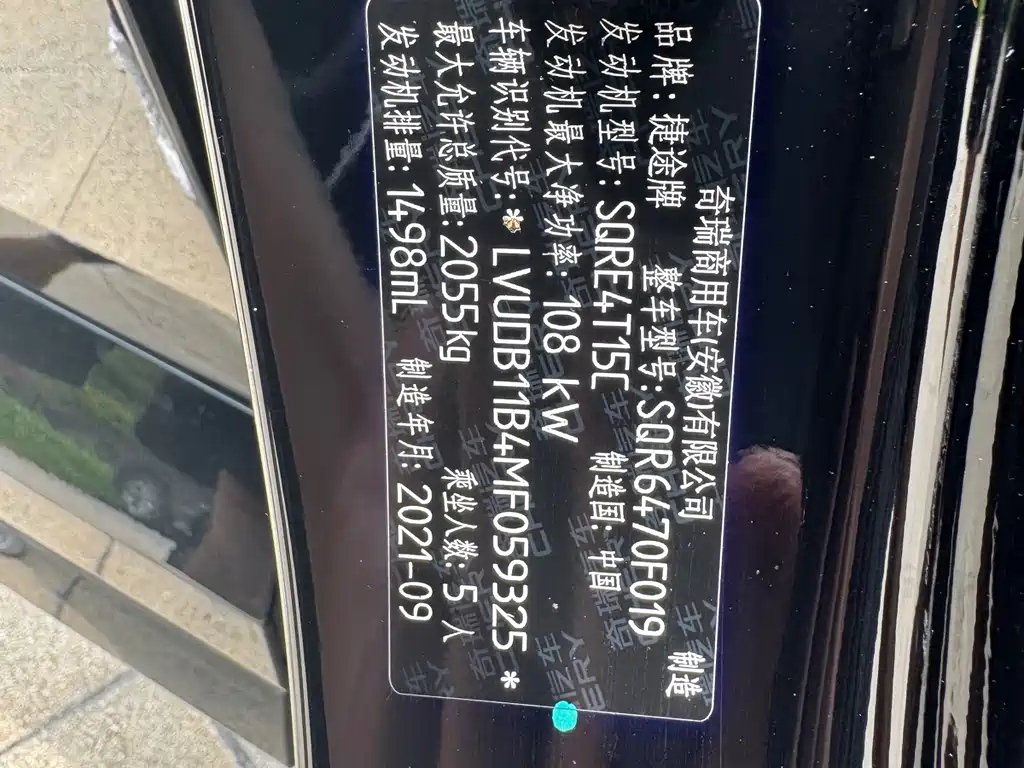 奇瑞商用车(安徽)有限公司 制造
品牌: 捷途牌 整车型号: SQR6470F019
发动机型号: SQRE4T15C 制造国: 中国
发动机最大净功率: 108 kW
车辆识别代号: * LVUDB11B4MF059325 *
最大允许总质量: 2055kg 乘坐人数: 5 人
发动机排量: 1498mL 制造年月: 2021-09